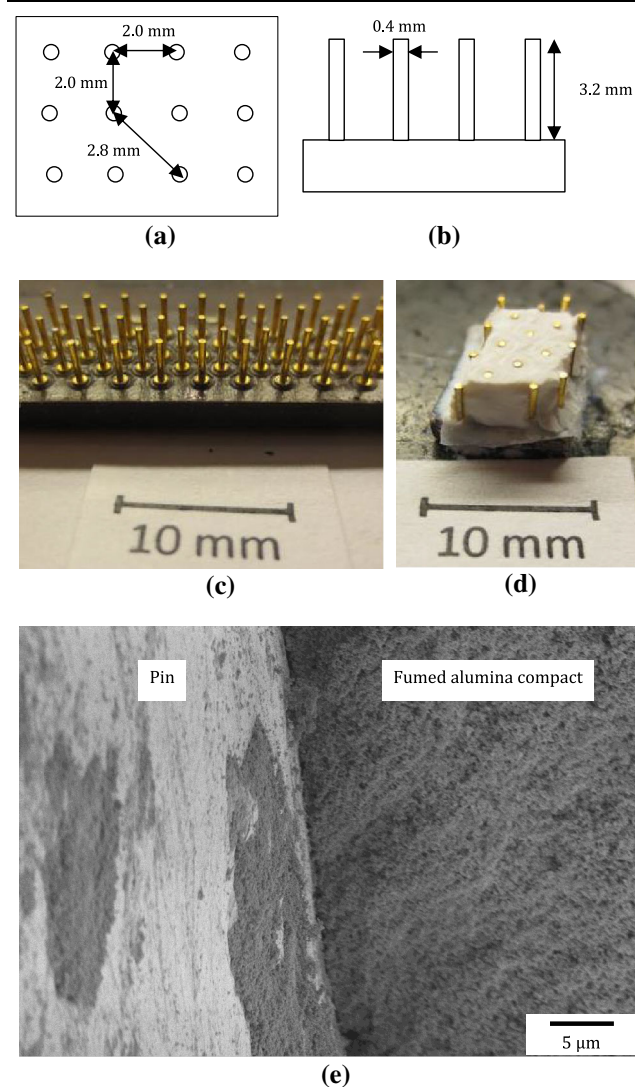 2.0 mm
2.0 mm
2.8 mm
(a)
0.4 mm
3.2 mm
(b)
10 mm
(c)
10 mm
(d)
Pin
Fumed alumina compact
5 μm
(e)